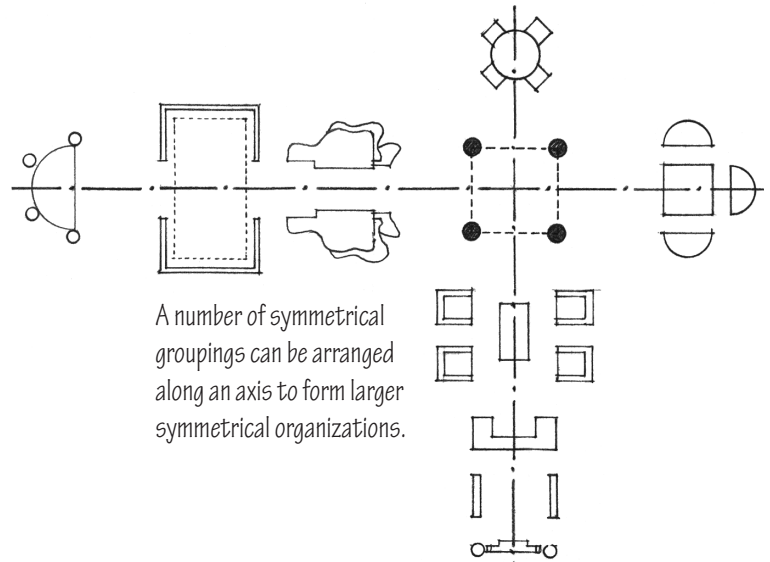 A number of symmetrical
groupings can be arranged
along an axis to form larger
symmetrical organizations.